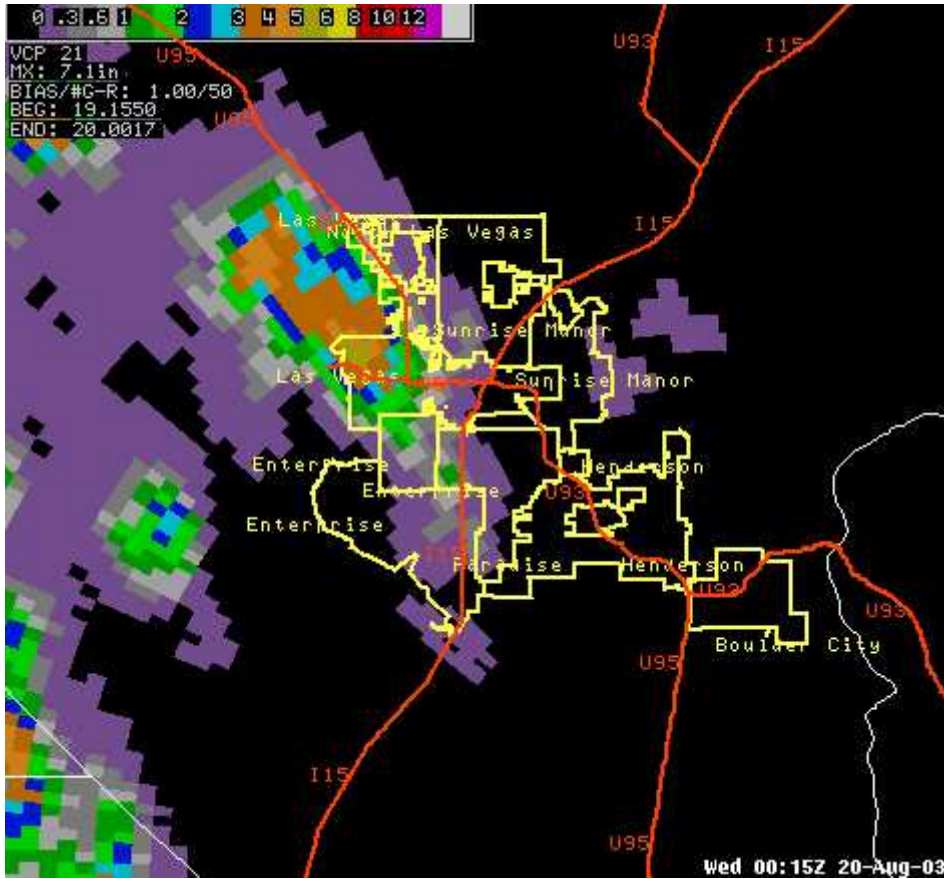 0 .3 .6 1 2 3 4 5 6 8 10 12
VCP 21
MX: 7.1in
BIAS/#G-R: 1.00/50
BEG: 19.1550
END: 20.0017
U95
U93
I15
I15
Las Vegas
North Las Vegas
Sunrise Manor
Las Vegas
Sunrise Manor
Enterprise
Henderson
Enterprise
U93
Enterprise
I15
Paradise
Henderson
U93
U93
Boulder City
U95
I15
U95
Wed 00:15Z 20-Aug-03